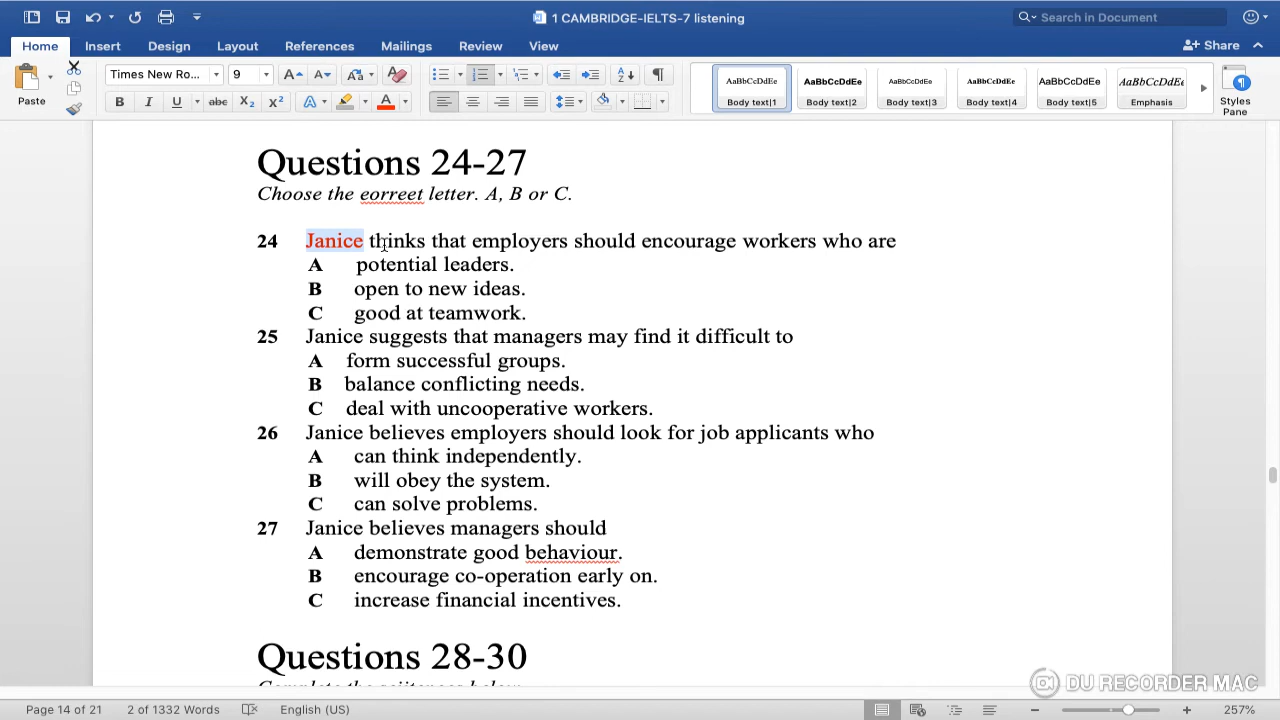 1 CAMBRIDGE-IELTS-7 listening
Search in Document
Home Insert Design Layout References Mailings Review View Share
Paste
Times New Ro... 9
AaBbCcDdEe AaBbCcDdEe AaBbCcDdEe AaBbCcDdEe AaBbCcDdEe AaBbCcDdEe
Body text|1 Body text|2 Body text|3 Body text|4 Body text|5 Emphasis
Styles Pane
Questions 24-27
Choose the eorreet letter. A, B or C.
24 Janice thinks that employers should encourage workers who are
A potential leaders.
B open to new ideas.
C good at teamwork.
25 Janice suggests that managers may find it difficult to
A form successful groups.
B balance conflicting needs.
C deal with uncooperative workers.
26 Janice believes employers should look for job applicants who
A can think independently.
B will obey the system.
C can solve problems.
27 Janice believes managers should
A demonstrate good behaviour.
B encourage co-operation early on.
C increase financial incentives.
Questions 28-30
DU RECORDER MAC
Page 14 of 21 2 of 1332 Words English (US) 257%